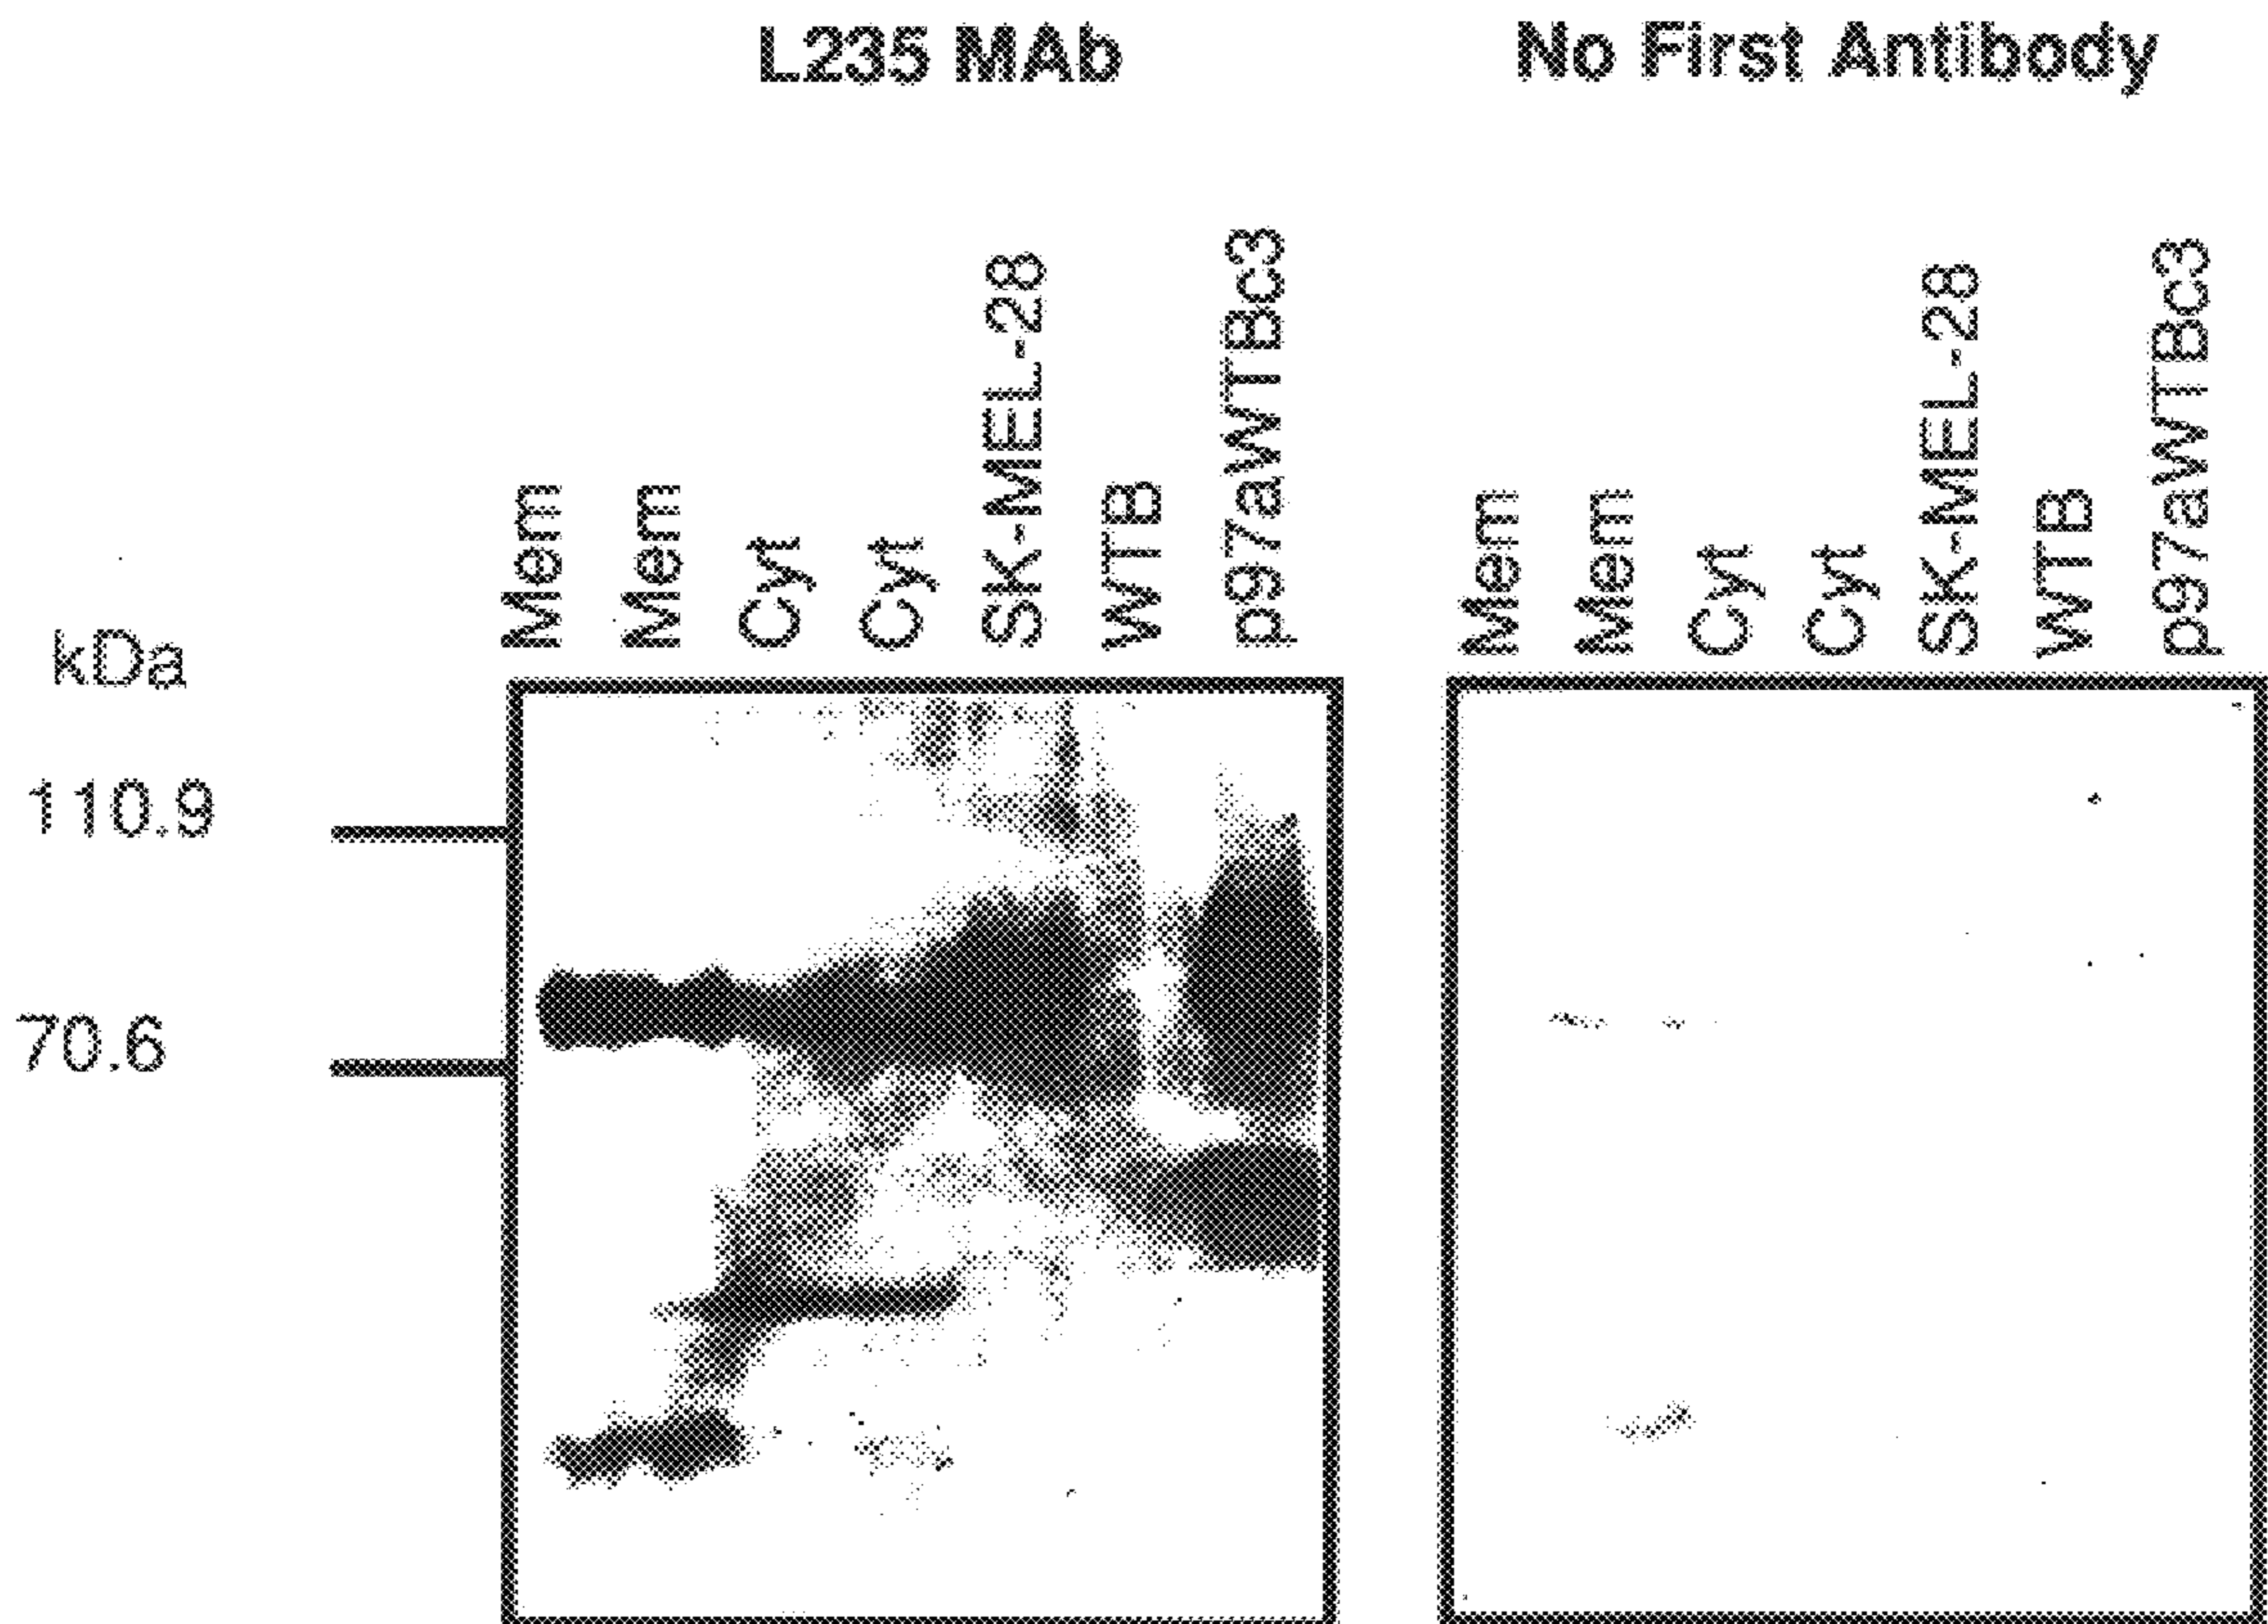 L235 MAb
No First Antibody
Mem
Mem
Cyt
Cyt
SK-MEL-28
WTB
p97aWTBc3
Mem
Mem
Cyt
Cyt
SK-MEL-28
WTB
p97aWTBc3
kDa
110.9
70.6